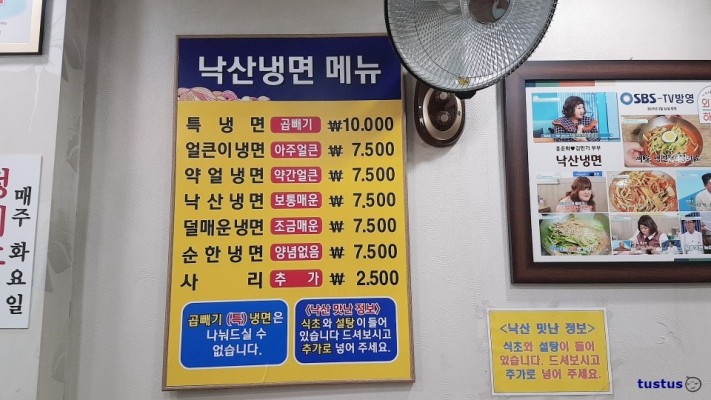 낙산냉면 메뉴
특냉면 곱빼기 ₩10.000
얼큰이냉면 아주얼큰 ₩ 7.500
약얼냉면 약간얼큰 ₩ 7.500
낙산냉면 보통매운 ₩ 7.500
덜매운냉면 조금매운 ₩ 7.500
순한냉면 양념없음 ₩ 7.500
사리 추가 ₩ 2.500
곱빼기 (특) 냉면은
나눠드실 수
없습니다.
<낙산 맛난 정보>
식초와 설탕이 들어
있습니다 드셔보시고
추가로 넣어 주세요.
매주 화요일
SBS-TV방영
낙산냉면
<낙산 맛난 정보>
식초와 설탕이 들어
있습니다. 드셔보시고
추가로 넣어 주세요.
tustus